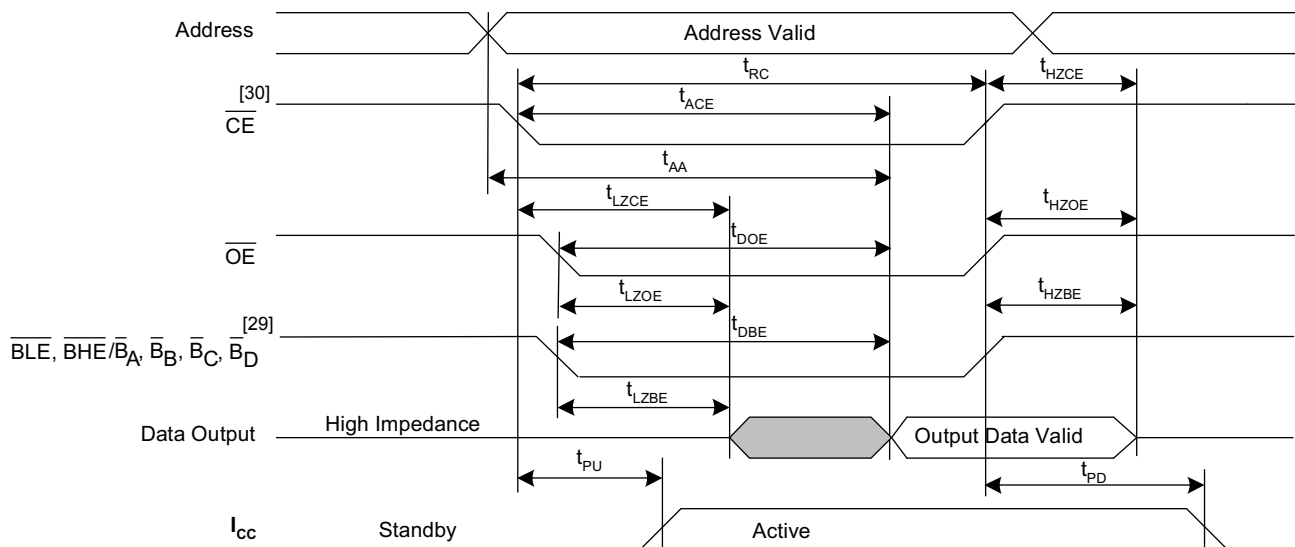 Address
Address Valid
tRC
tHZCE
[30]
CE
tACE
tAA
tLZCE
tHZOE
OE
tDOE
tLZOE
tHZBE
[29]
BLE, BHE/BA, BB, BC, BD
tDBE
tLZBE
Data Output
High Impedance
Output Data Valid
tPU
tPD
ICC
Standby
Active